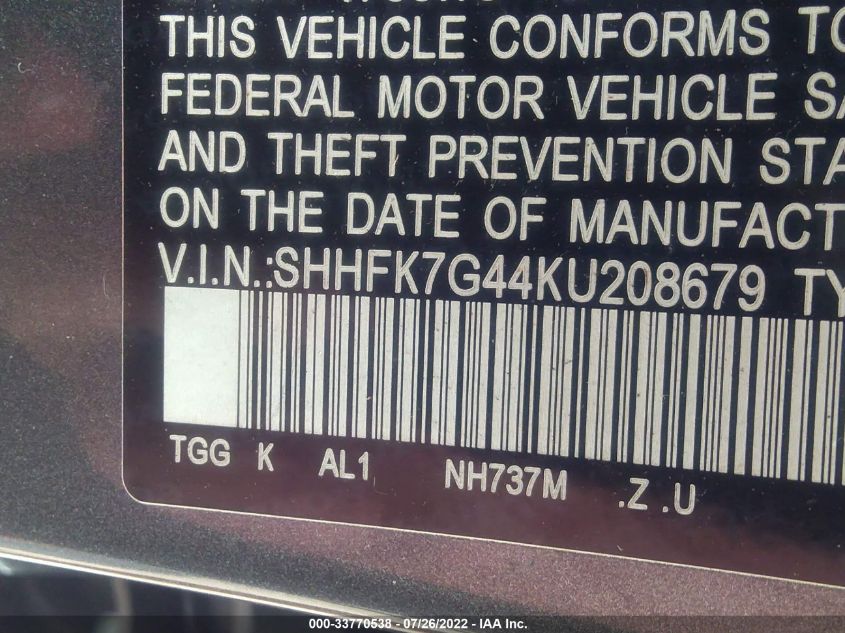 THIS VEHICLE CONFORMS TO
FEDERAL MOTOR VEHICLE SA
AND THEFT PREVENTION STA
ON THE DATE OF MANUFACT
V.I.N.:SHHFK7G44KU208679 TY
TGG K AL1 NH737M .Z .U
000-33770538 - 07/26/2022 - IAA Inc.